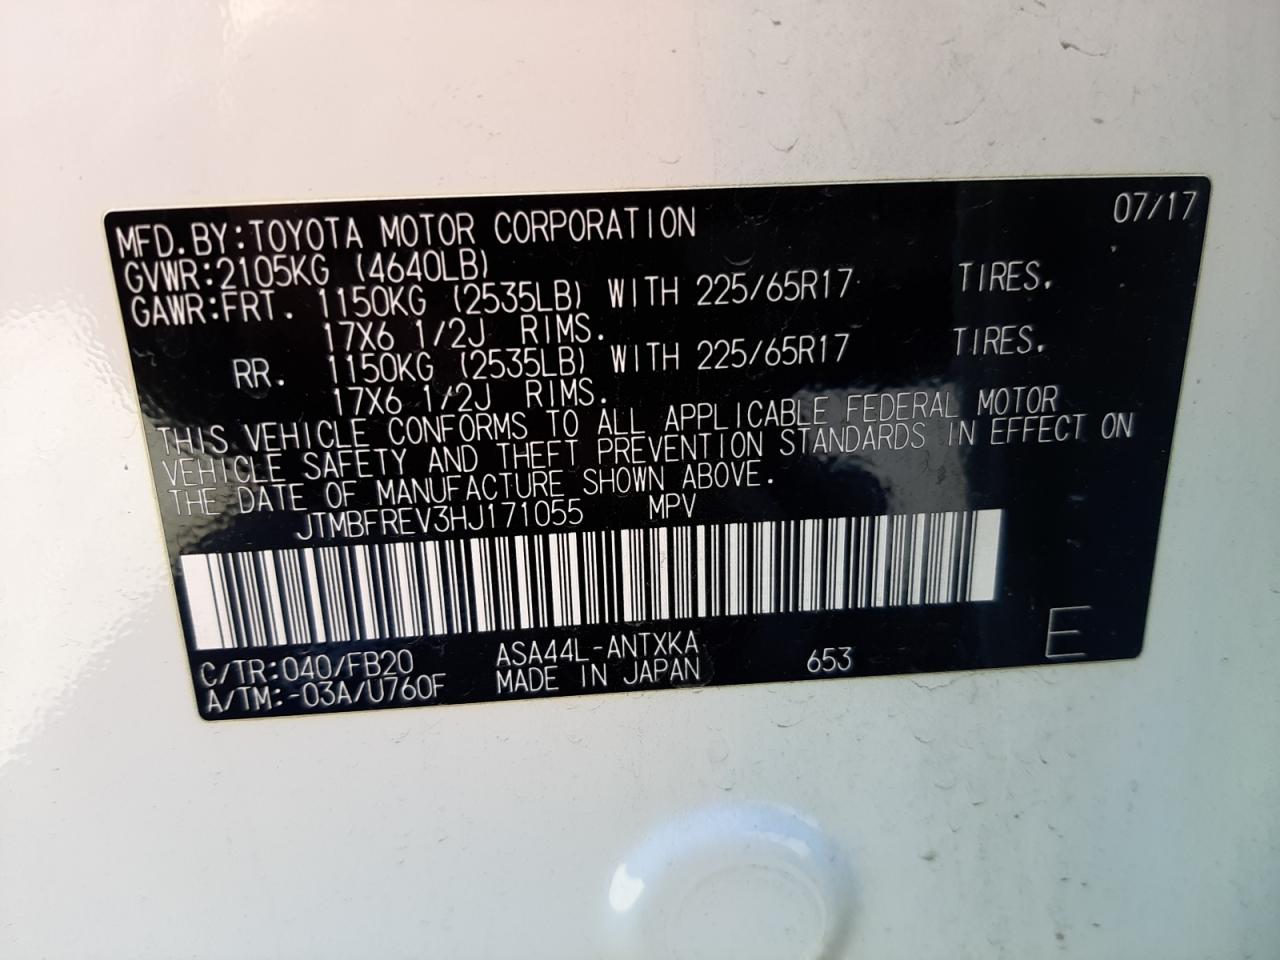 07/17
MFD.BY:TOYOTA MOTOR CORPORATION
GVWR:2105KG (4640LB)
GAWR:FRT. 1150KG (2535LB) WITH 225/65R17 TIRES.
17X6 1/2J RIMS.
RR. 1150KG (2535LB) WITH 225/65R17 TIRES.
17X6 1/2J RIMS.
THIS VEHICLE CONFORMS TO ALL APPLICABLE FEDERAL MOTOR
VEHICLE SAFETY AND THEFT PREVENTION STANDARDS IN EFFECT ON
THE DATE OF MANUFACTURE SHOWN ABOVE.
JTMBFREV3HJ171055 MPV
C/TR:040/FB20 ASA44L-ANTXKA 653 E
A/TM:-03A/U760F MADE IN JAPAN